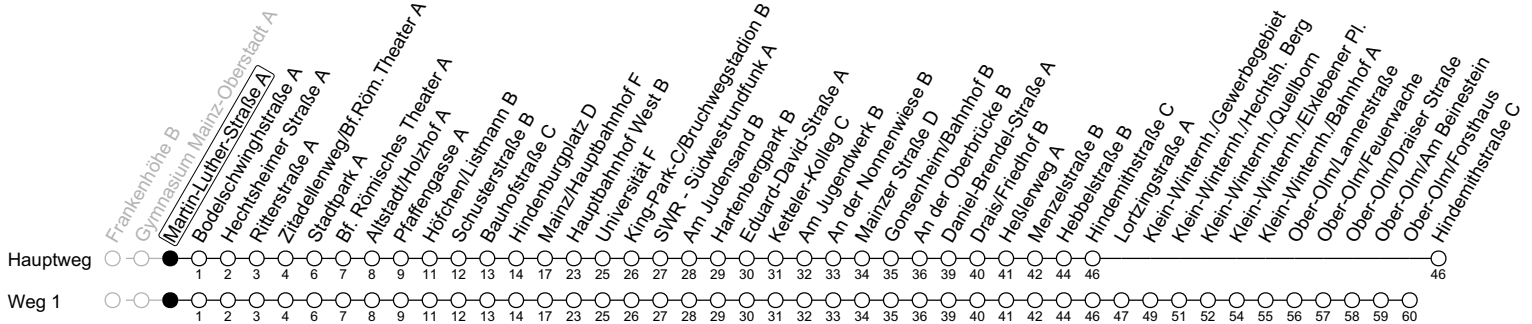 Frankenhöhe B
Gymnasium Mainz-Oberstadt A
Martin-Luther-Straße A
Bodelschwinghstraße A
Hechtsheimer Straße A
Ritterstraße A
Zitadellenweg/Bf.Röm. Theater A
Stadtpark A
Bf. Römisches Theater A
Altstadt/Holzhof A
Pfaffengasse A
Höfchen/Listmann B
Schusterstraße B
Bauhofstraße C
Hindenburgplatz D
Mainz/Hauptbahnhof F
Hauptbahnhof West B
Universität F
King-Park-C/Bruchwegstadion B
SWR - Südwestrundfunk A
Am Judensand B
Hartenbergpark B
Eduard-David-Straße A
Ketteler-Kolleg C
Am Jugendwerk B
An der Nonnenwiese B
Mainzer Straße D
Gonsenheim/Bahnhof B
An der Oberbrücke B
Daniel-Brendel-Straße A
Drais/Friedhof B
Heßlerweg A
Menzelstraße B
Hebbelstraße B
Hindemithstraße C
Lortzingstraße A
Klein-Winternh./Gewerbegebiet
Klein-Winternh./Hechtsh. Berg
Klein-Winternh./Quellborn
Klein-Winternh./Exlebener Pl.
Klein-Winternh./Bahnhof A
Ober-Olm/Lannerstraße
Ober-Olm/Feuerwache
Ober-Olm/Draiser Straße
Ober-Olm/Am Beinestein
Ober-Olm/Forsthaus
Hindemithstraße C
Hauptweg
1 2 3 4 6 7 8 9 11 12 13 14 17 23 25 26 27 28 29 30 31 32 33 34 35 36 39 40 41 42 44 46 46
Weg 1
1 2 3 4 6 7 8 9 11 12 13 14 17 23 25 26 27 28 29 30 31 32 33 34 35 36 39 40 41 42 44 46 47 49 51 52 54 55 56 57 58 59 60